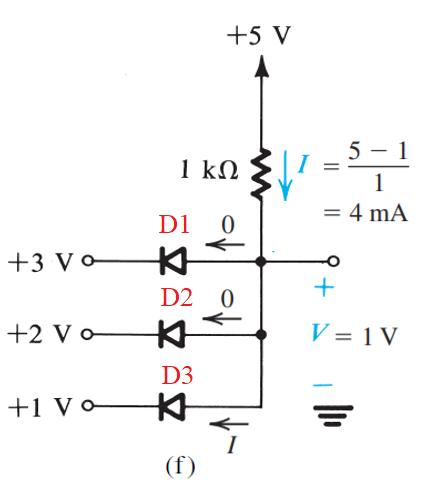 +5 V
1 kΩ
I = 5 − 1
1
= 4 mA
D1 0
+3 V
D2 0
+
+2 V
V = 1 V
D3
−
+1 V
I
(f)